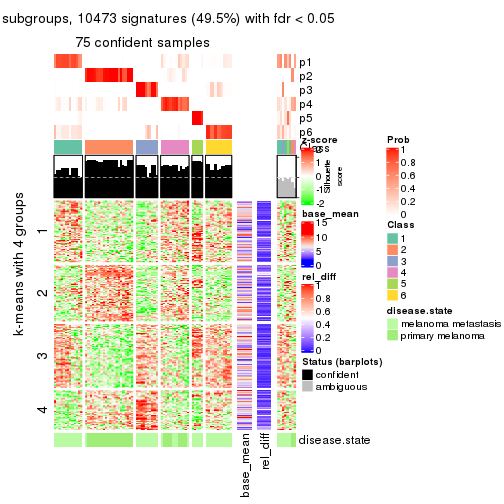 subgroups, 10473 signatures (49.5%) with fdr < 0.05
75 confident samples
p1
p2
p3
p4
p5
p6
Class
z-score
2
1
0
-1
-2
Silhouette
score
1
0.5
0
k-means with 4 groups
1
2
3
4
base_mean
15
10
5
0
rel_diff
1
0.8
0.6
0.4
0.2
0
Status (barplots)
confident
ambiguous
Prob
1
0.8
0.6
0.4
0.2
0
Class
1
2
3
4
5
6
disease.state
melanoma metastasis
primary melanoma
disease.state
base_mean
rel_diff